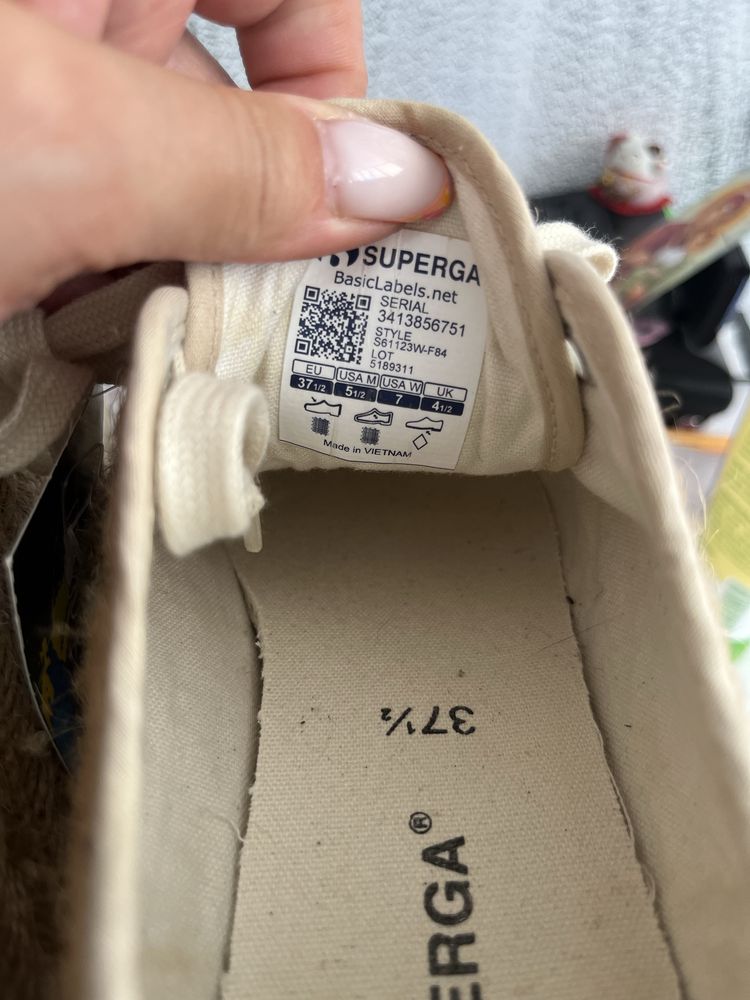 SUPERGA
BasicLabels.net
SERIAL
3413856751
STYLE
S61123W-F84
LOT
5189311
EU USA M USA W UK
37 1/2 5 1/2 7 4 1/2
Made in VIETNAM
37½
ERGA®